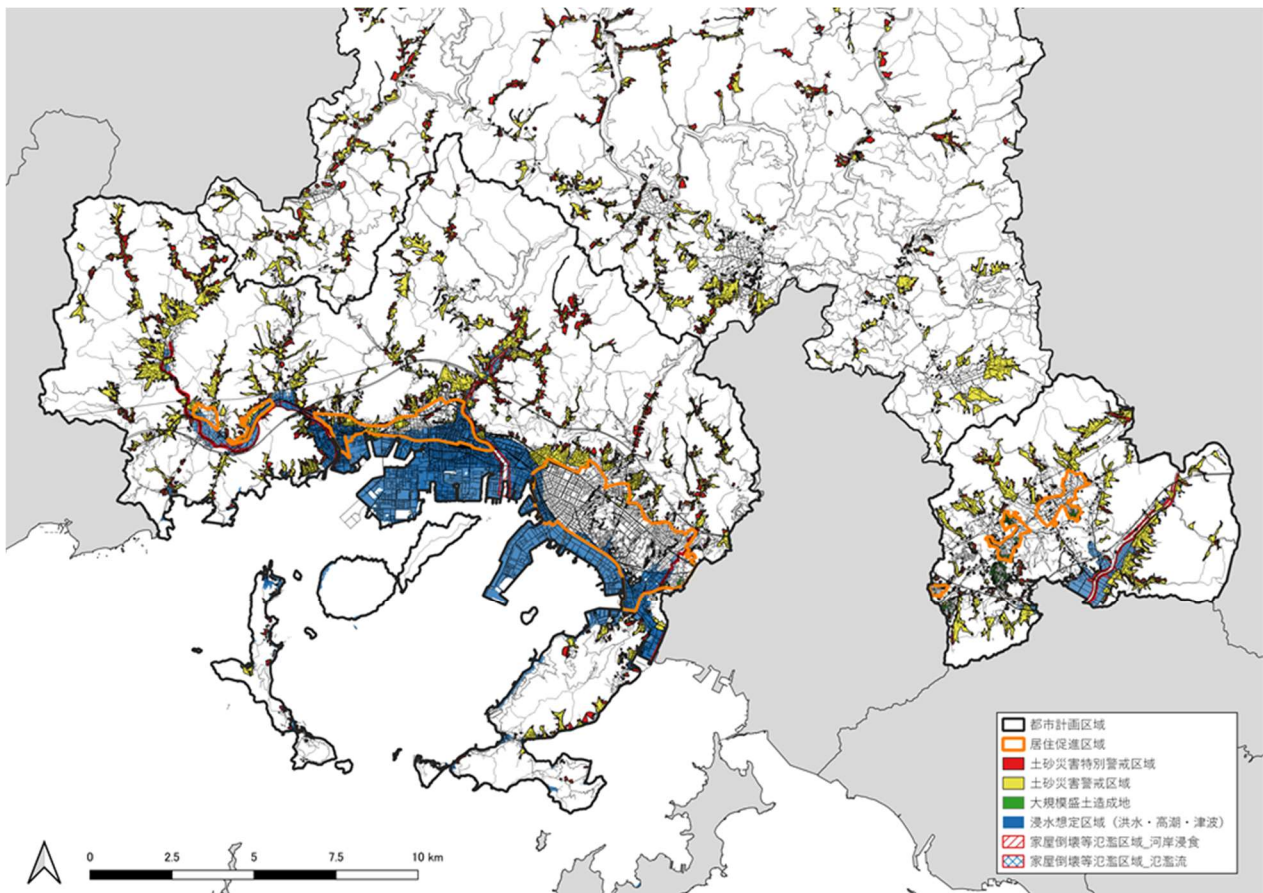 都市計画区域
居住促進区域
土砂災害特別警戒区域
土砂災害警戒区域
大規模盛土造成地
浸水想定区域（洪水・高潮・津波）
家屋倒壊等氾濫区域_河岸浸食
家屋倒壊等氾濫区域_氾濫流
0 2.5 5 7.5 10 km